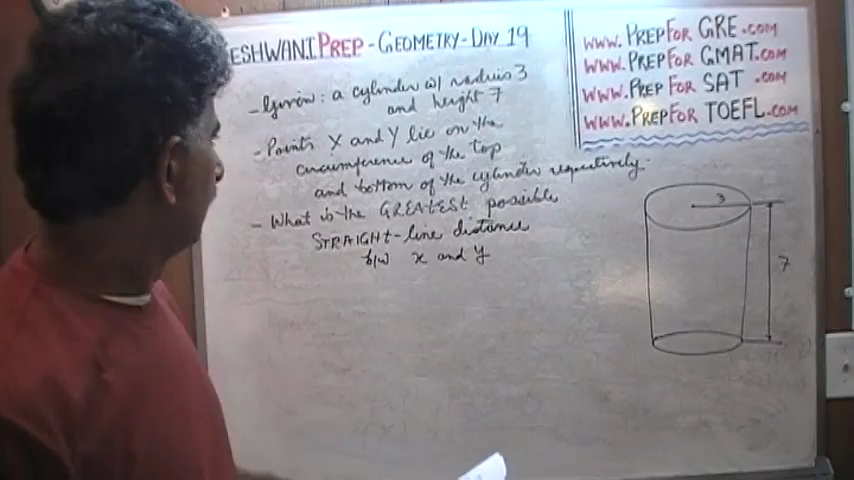 ESHWANI PREP - GEOMETRY - DAY 19
- Given: a cylinder w/ radius 3
and height 7
- Points X and Y lie on the
circumference of the top
and bottom of the cylinder respectively.
- What is the GREATEST possible
STRAIGHT-line distance
b/w x and y
www. PREPFOR GRE .com
www. PREPFOR GMAT.com
www. PREPFOR SAT .com
www. PREPFOR TOEFL.com
3
7